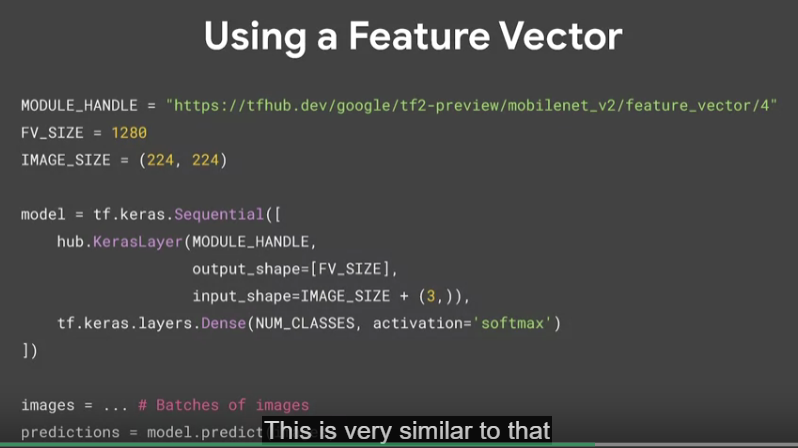 Using a Feature Vector
MODULE_HANDLE = "https://tfhub.dev/google/tf2-preview/mobilenet_v2/feature_vector/4"
FV_SIZE = 1280
IMAGE_SIZE = (224, 224)
model = tf.keras.Sequential([
    hub.KerasLayer(MODULE_HANDLE,
                   output_shape=[FV_SIZE],
                   input_shape=IMAGE_SIZE + (3,)),
    tf.keras.layers.Dense(NUM_CLASSES, activation='softmax')
])
images = ... # Batches of images
predictions = model.predict
This is very similar to that